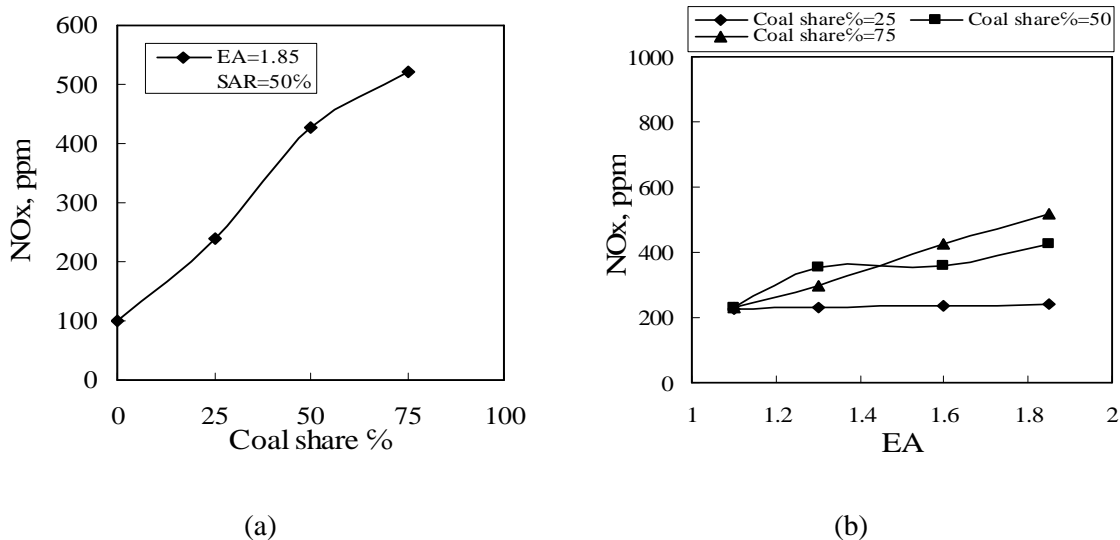 600
500
400
300
200
100
0
NOx, ppm
EA=1.85
SAR=50%
0 25 50 75 100
Coal share %
(a)
Coal share%=25 Coal share%=50
Coal share%=75
1000
800
600
400
200
0
NOx, ppm
1 1.2 1.4 1.6 1.8 2
EA
(b)